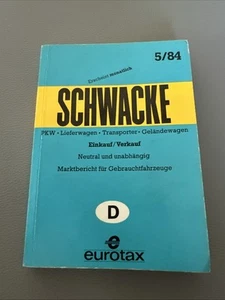 Erscheint monatlich
5/84
SCHWACKE
PKW · Lieferwagen · Transporter · Geländewagen
Einkauf/Verkauf
Neutral und unabhängig
Marktbericht für Gebrauchtfahrzeuge
D
eurotax